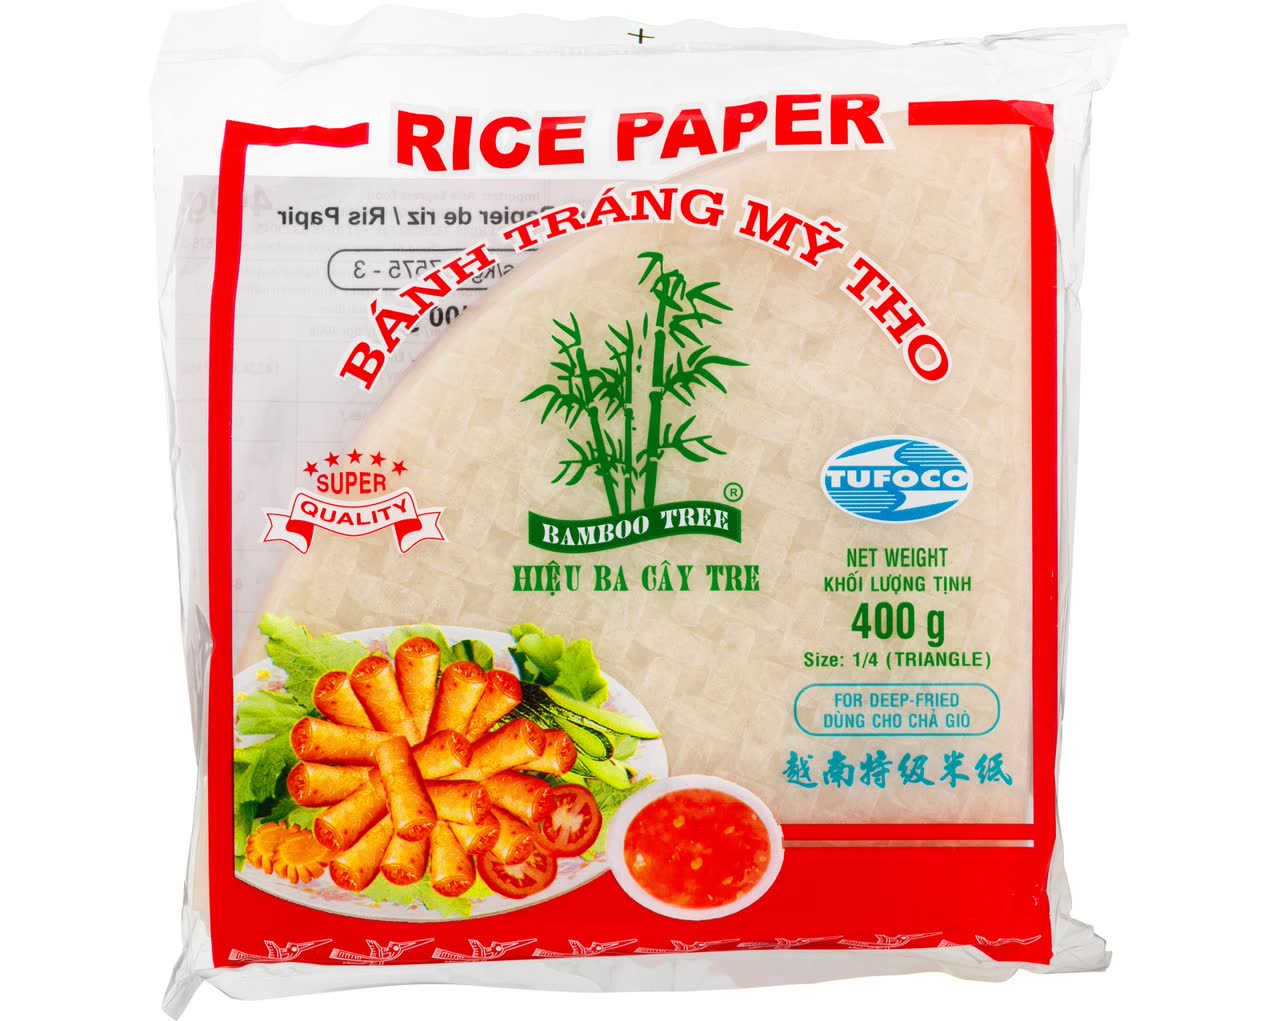 RICE PAPER
BÁNH TRÁNG MỸ THO
Papier de riz / Ris Papir
7575 - 3
SUPER
QUALITY
BAMBOO TREE ®
HIỆU BA CÂY TRE
TUFOCO
NET WEIGHT
KHỐI LƯỢNG TỊNH
400 g
Size: 1/4 (TRIANGLE)
FOR DEEP-FRIED
DÙNG CHO CHẢ GIÒ
越南特级米纸